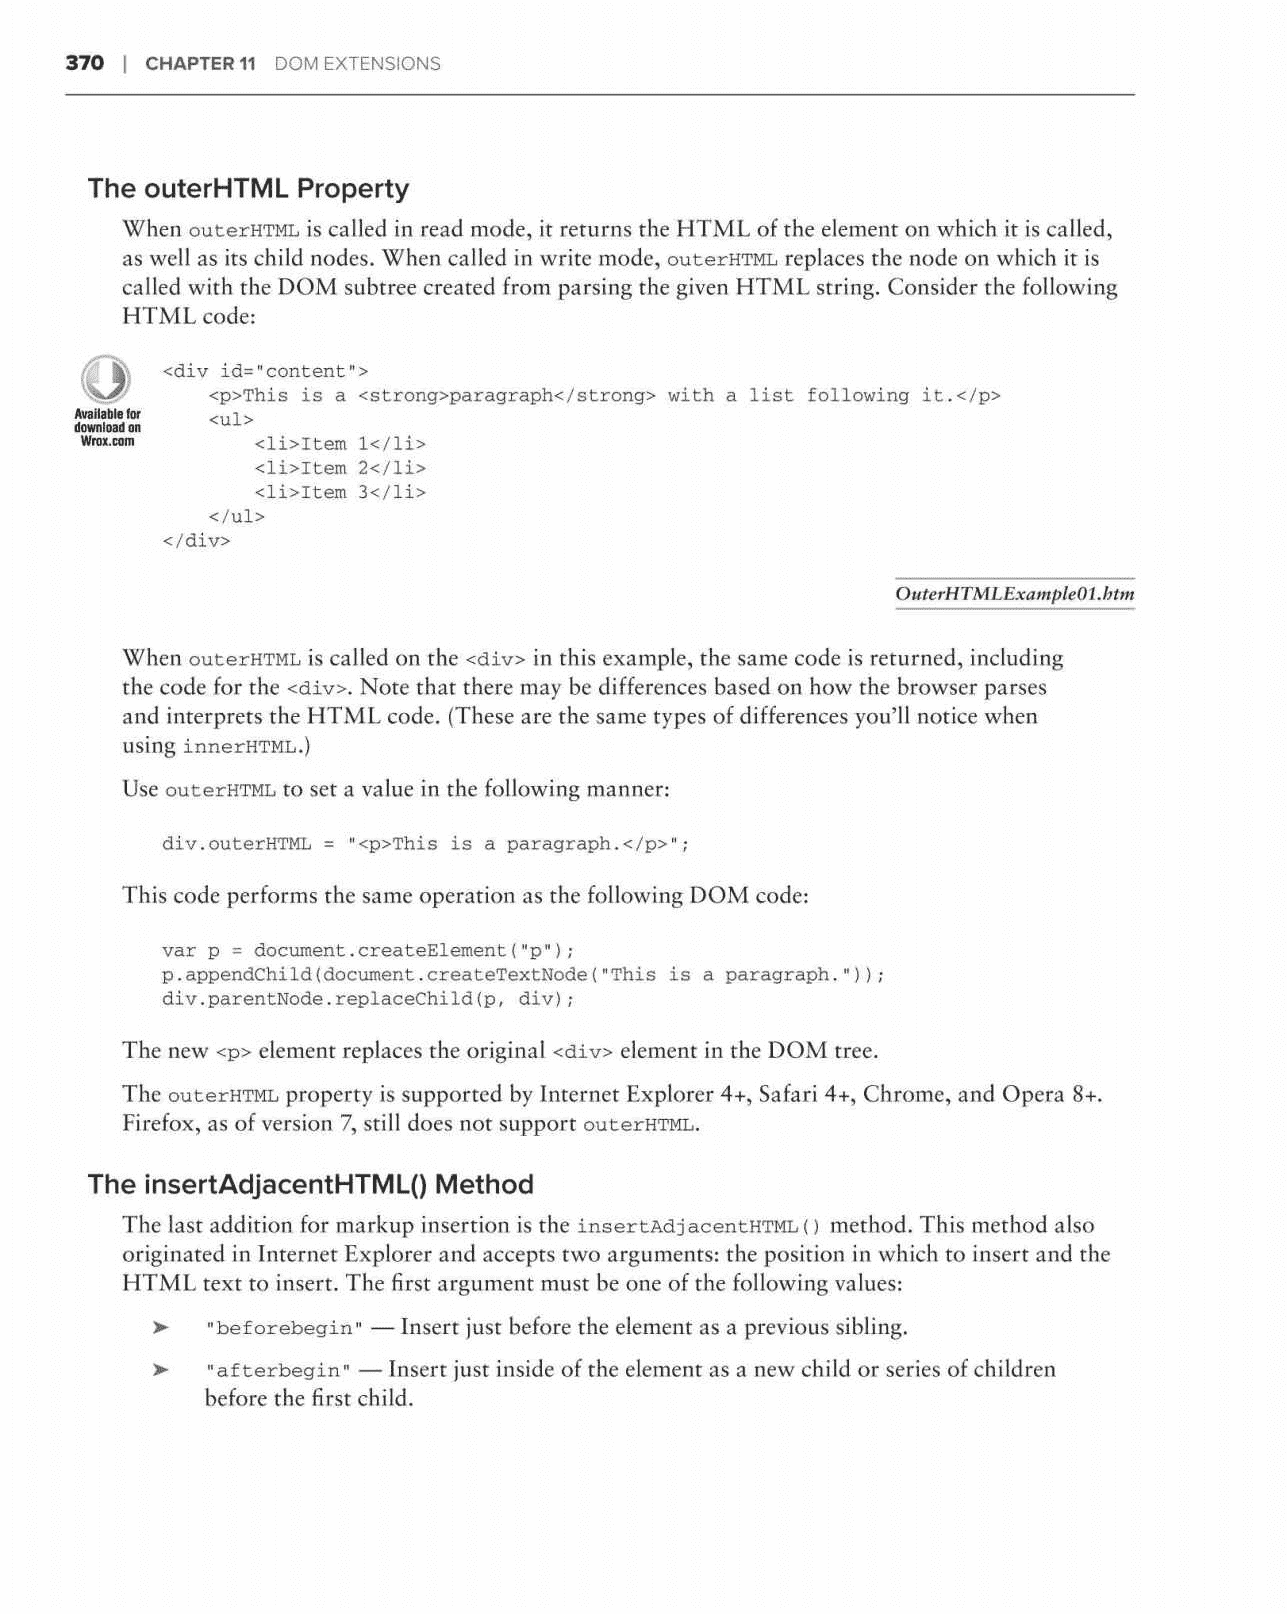 370 | CHAPTER 11 DOM EXTENSIONS
The outerHTML Property
When outerHTML is called in read mode, it returns the HTML of the element on which it is called,
as well as its child nodes. When called in write mode, outerHTML replaces the node on which it is
called with the DOM subtree created from parsing the given HTML string. Consider the following
HTML code:
Available for
download on
Wrox.com
<div id="content">
    <p>This is a <strong>paragraph</strong> with a list following it.</p>
    <ul>
        <li>Item 1</li>
        <li>Item 2</li>
        <li>Item 3</li>
    </ul>
</div>
OuterHTMLExample01.htm
When outerHTML is called on the <div> in this example, the same code is returned, including
the code for the <div>. Note that there may be differences based on how the browser parses
and interprets the HTML code. (These are the same types of differences you’ll notice when
using innerHTML.)
Use outerHTML to set a value in the following manner:
div.outerHTML = "<p>This is a paragraph.</p>";
This code performs the same operation as the following DOM code:
var p = document.createElement("p");
p.appendChild(document.createTextNode("This is a paragraph."));
div.parentNode.replaceChild(p, div);
The new <p> element replaces the original <div> element in the DOM tree.
The outerHTML property is supported by Internet Explorer 4+, Safari 4+, Chrome, and Opera 8+.
Firefox, as of version 7, still does not support outerHTML.
The insertAdjacentHTML() Method
The last addition for markup insertion is the insertAdjacentHTML() method. This method also
originated in Internet Explorer and accepts two arguments: the position in which to insert and the
HTML text to insert. The first argument must be one of the following values:
➤ "beforebegin" — Insert just before the element as a previous sibling.
➤ "afterbegin" — Insert just inside of the element as a new child or series of children
before the first child.